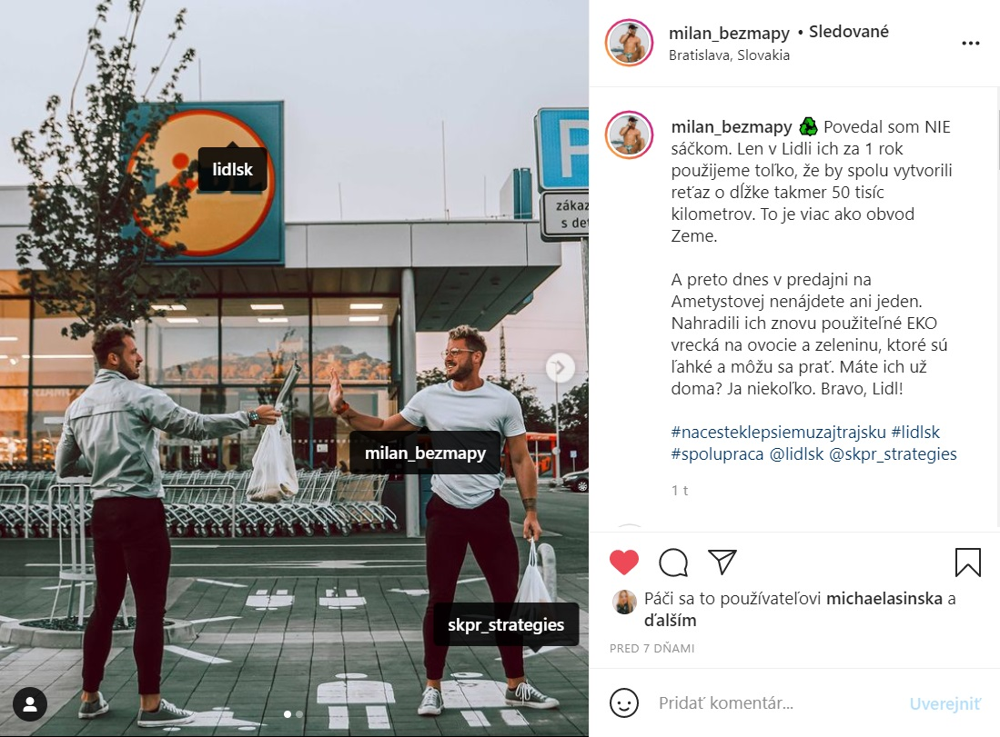 milan_bezmapy • Sledované
Bratislava, Slovakia
lidlsk
P
zákaz
s det
milan_bezmapy
skpr_strategies
milan_bezmapy ♻ Povedal som NIE
sáčkom. Len v Lidli ich za 1 rok
použijeme toľko, že by spolu vytvorili
reťaz o dĺžke takmer 50 tisíc
kilometrov. To je viac ako obvod
Zeme.
A preto dnes v predajni na
Ametystovej nenájdete ani jeden.
Nahradili ich znovu použiteľné EKO
vrecká na ovocie a zeleninu, ktoré sú
ľahké a môžu sa prať. Máte ich už
doma? Ja niekoľko. Bravo, Lidl!
#nacesteklepsiemuzajtrajsku #lidlsk
#spolupraca @lidlsk @skpr_strategies
1 t
Páči sa to používateľovi michaelasinska a
ďalším
PRED 7 DŇAMI
Pridať komentár...
Uverejniť